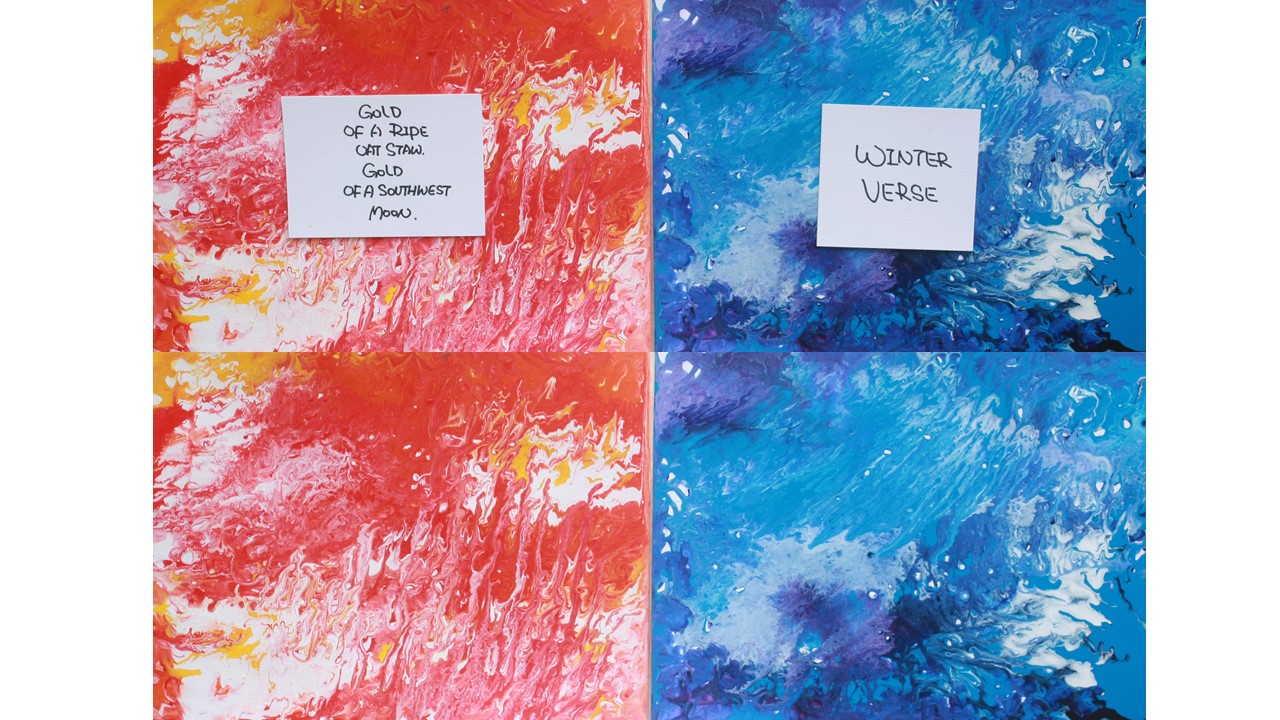 GOLD
OF A RIPE
OAT STAW.
GOLD
OF A SOUTHWEST
MOON.
WINTER
VERSE